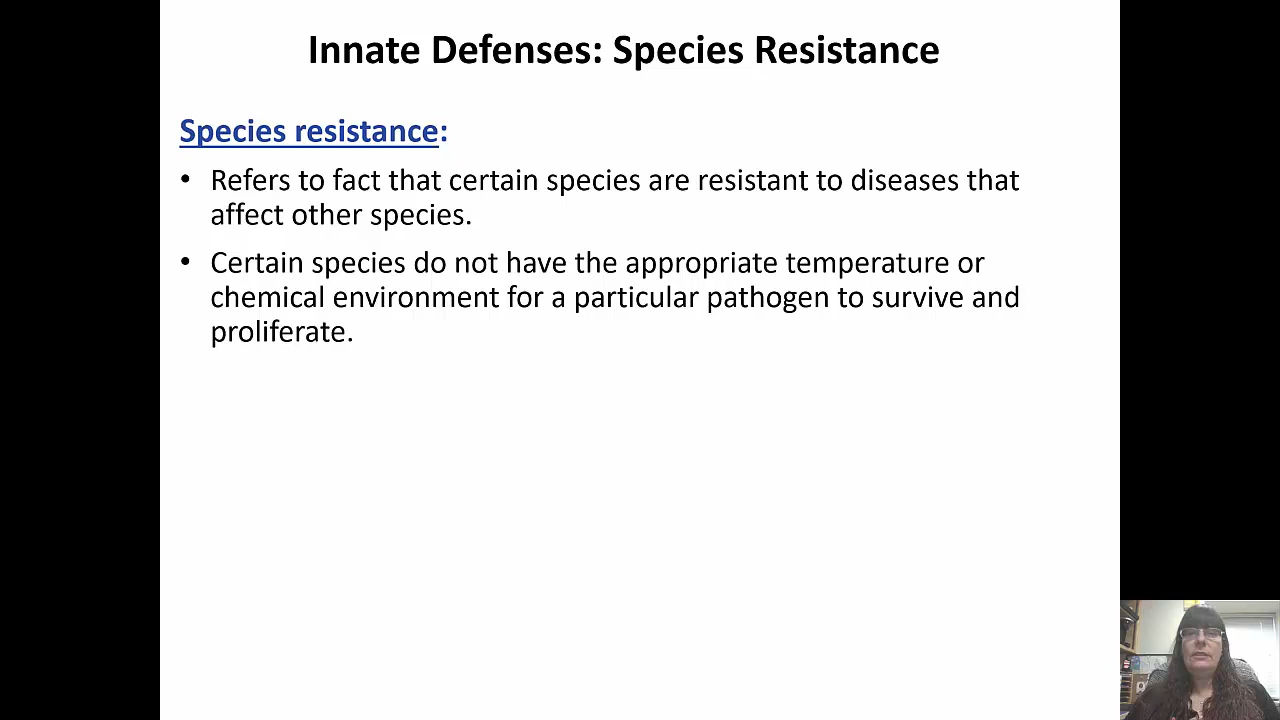 Innate Defenses: Species Resistance
Species resistance:
• Refers to fact that certain species are resistant to diseases that
affect other species.
• Certain species do not have the appropriate temperature or
chemical environment for a particular pathogen to survive and
proliferate.